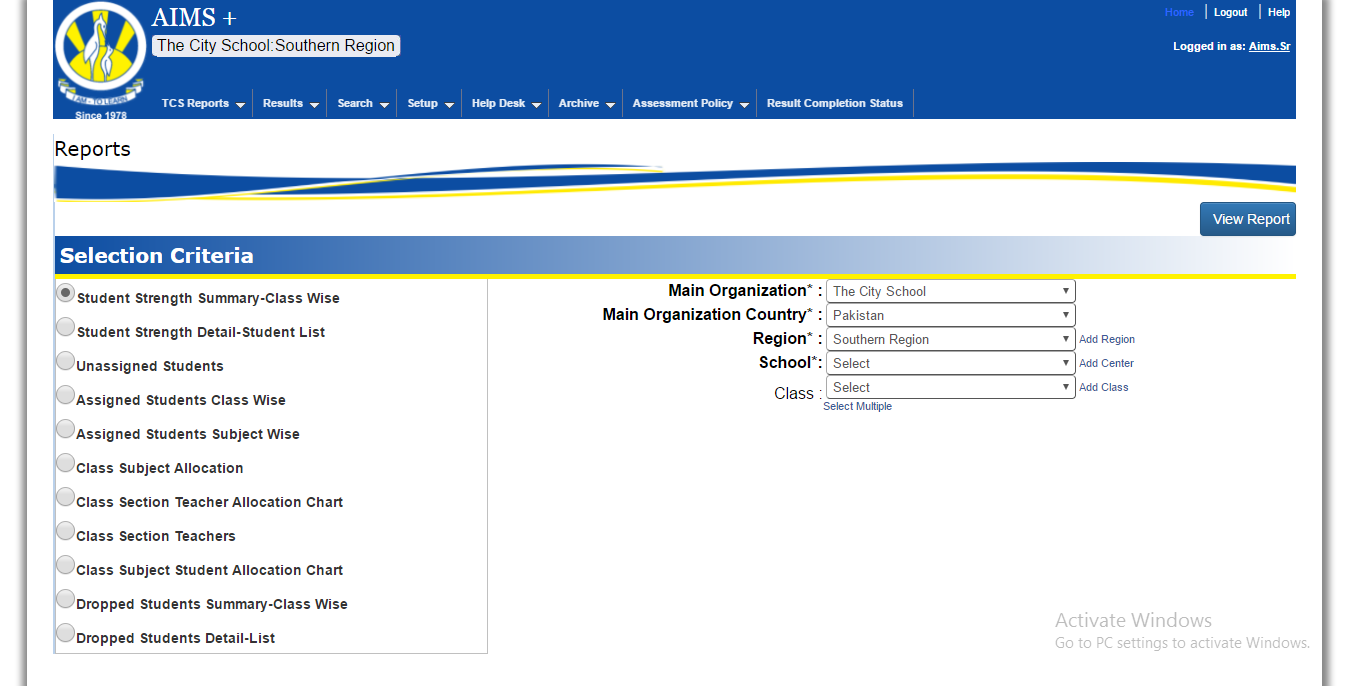 AIMS +
The City School:Southern Region
Home Logout Help
Logged in as: Aims.Sr
I AM - TO LEARN
Since 1978
TCS Reports Results Search Setup Help Desk Archive Assessment Policy Result Completion Status
Reports
View Report
Selection Criteria
Student Strength Summary-Class Wise
Student Strength Detail-Student List
Unassigned Students
Assigned Students Class Wise
Assigned Students Subject Wise
Class Subject Allocation
Class Section Teacher Allocation Chart
Class Section Teachers
Class Subject Student Allocation Chart
Dropped Students Summary-Class Wise
Dropped Students Detail-List
Main Organization* : The City School
Main Organization Country* : Pakistan
Region* : Southern Region Add Region
School*: Select Add Center
Class : Select Add Class
Select Multiple
Activate Windows
Go to PC settings to activate Windows.